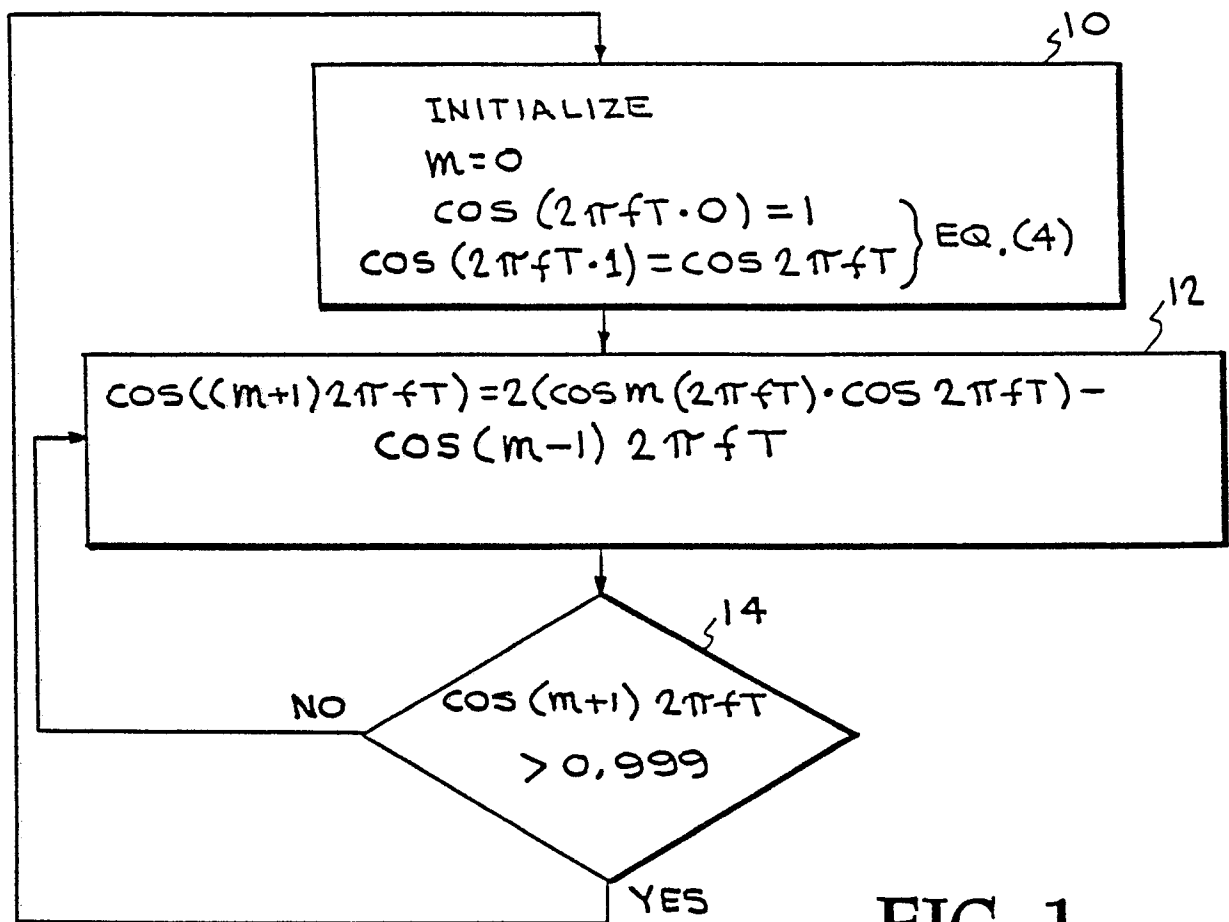 10
INITIALIZE
m=0
cos (2πfT·0) = 1
cos (2πfT·1) = cos 2πfT } EQ.(4)
12
cos((m+1)2πfT)=2(cos m (2πfT)·cos 2πfT)–
cos(m–1) 2πfT
14
NO
cos (m+1) 2πfT
> 0,999
YES
FIG. 1